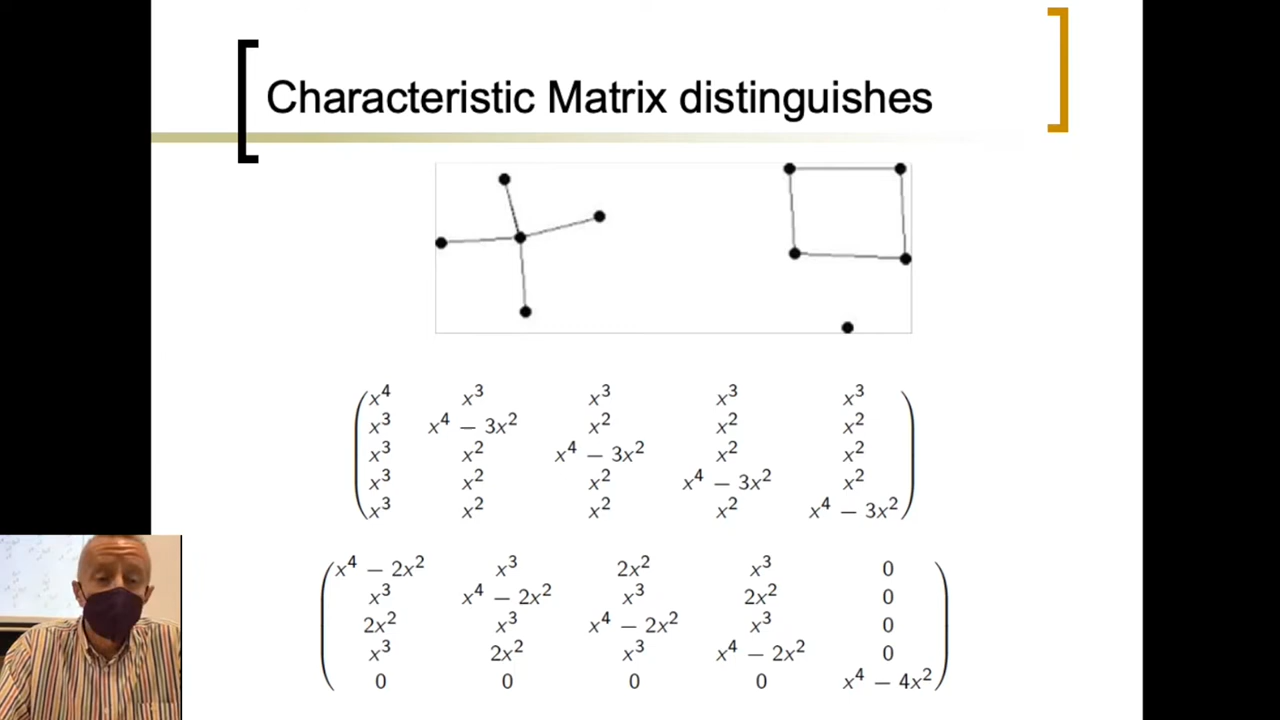 Characteristic Matrix distinguishes
x⁴ x³ x³ x³ x³
x³ x⁴ − 3x² x² x² x²
x³ x² x⁴ − 3x² x² x²
x³ x² x² x⁴ − 3x² x²
x³ x² x² x² x⁴ − 3x²
x⁴ − 2x² x³ 2x² x³ 0
x³ x⁴ − 2x² x³ 2x² 0
2x² x³ x⁴ − 2x² x³ 0
x³ 2x² x³ x⁴ − 2x² 0
0 0 0 0 x⁴ − 4x²